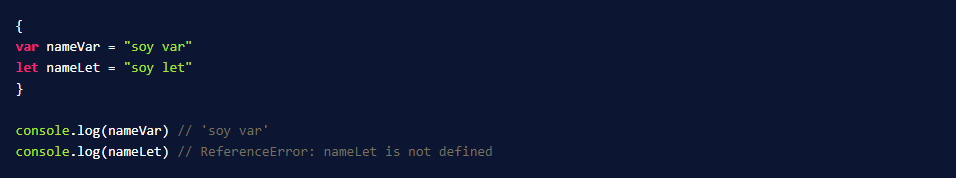 {
var nameVar = "soy var"
let nameLet = "soy let"
}
console.log(nameVar) // 'soy var'
console.log(nameLet) // ReferenceError: nameLet is not defined